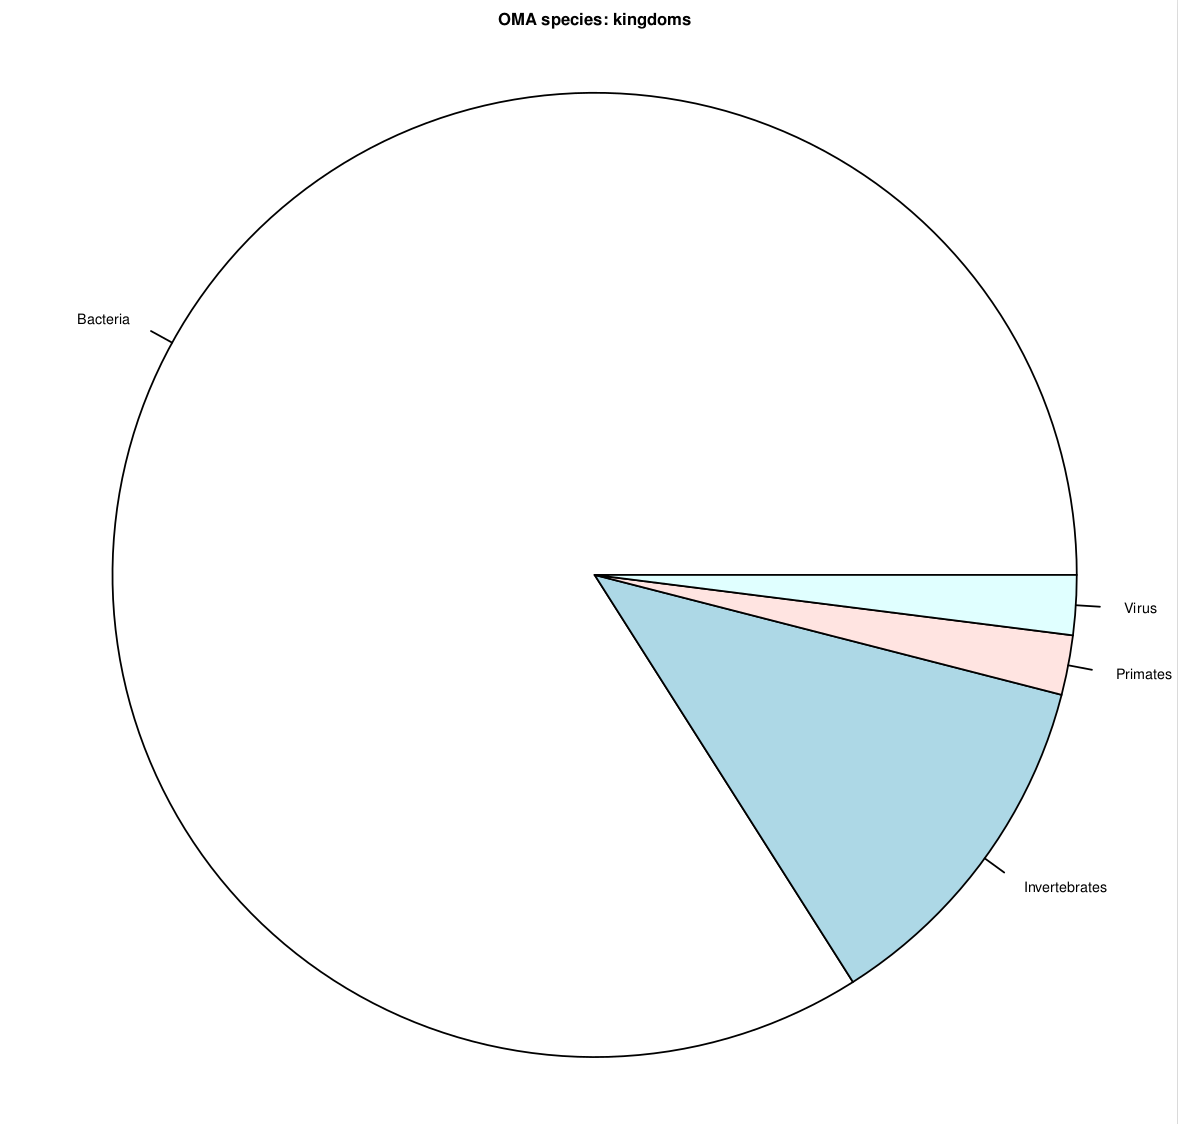 OMA species: kingdoms
Bacteria
Virus
Primates
Invertebrates